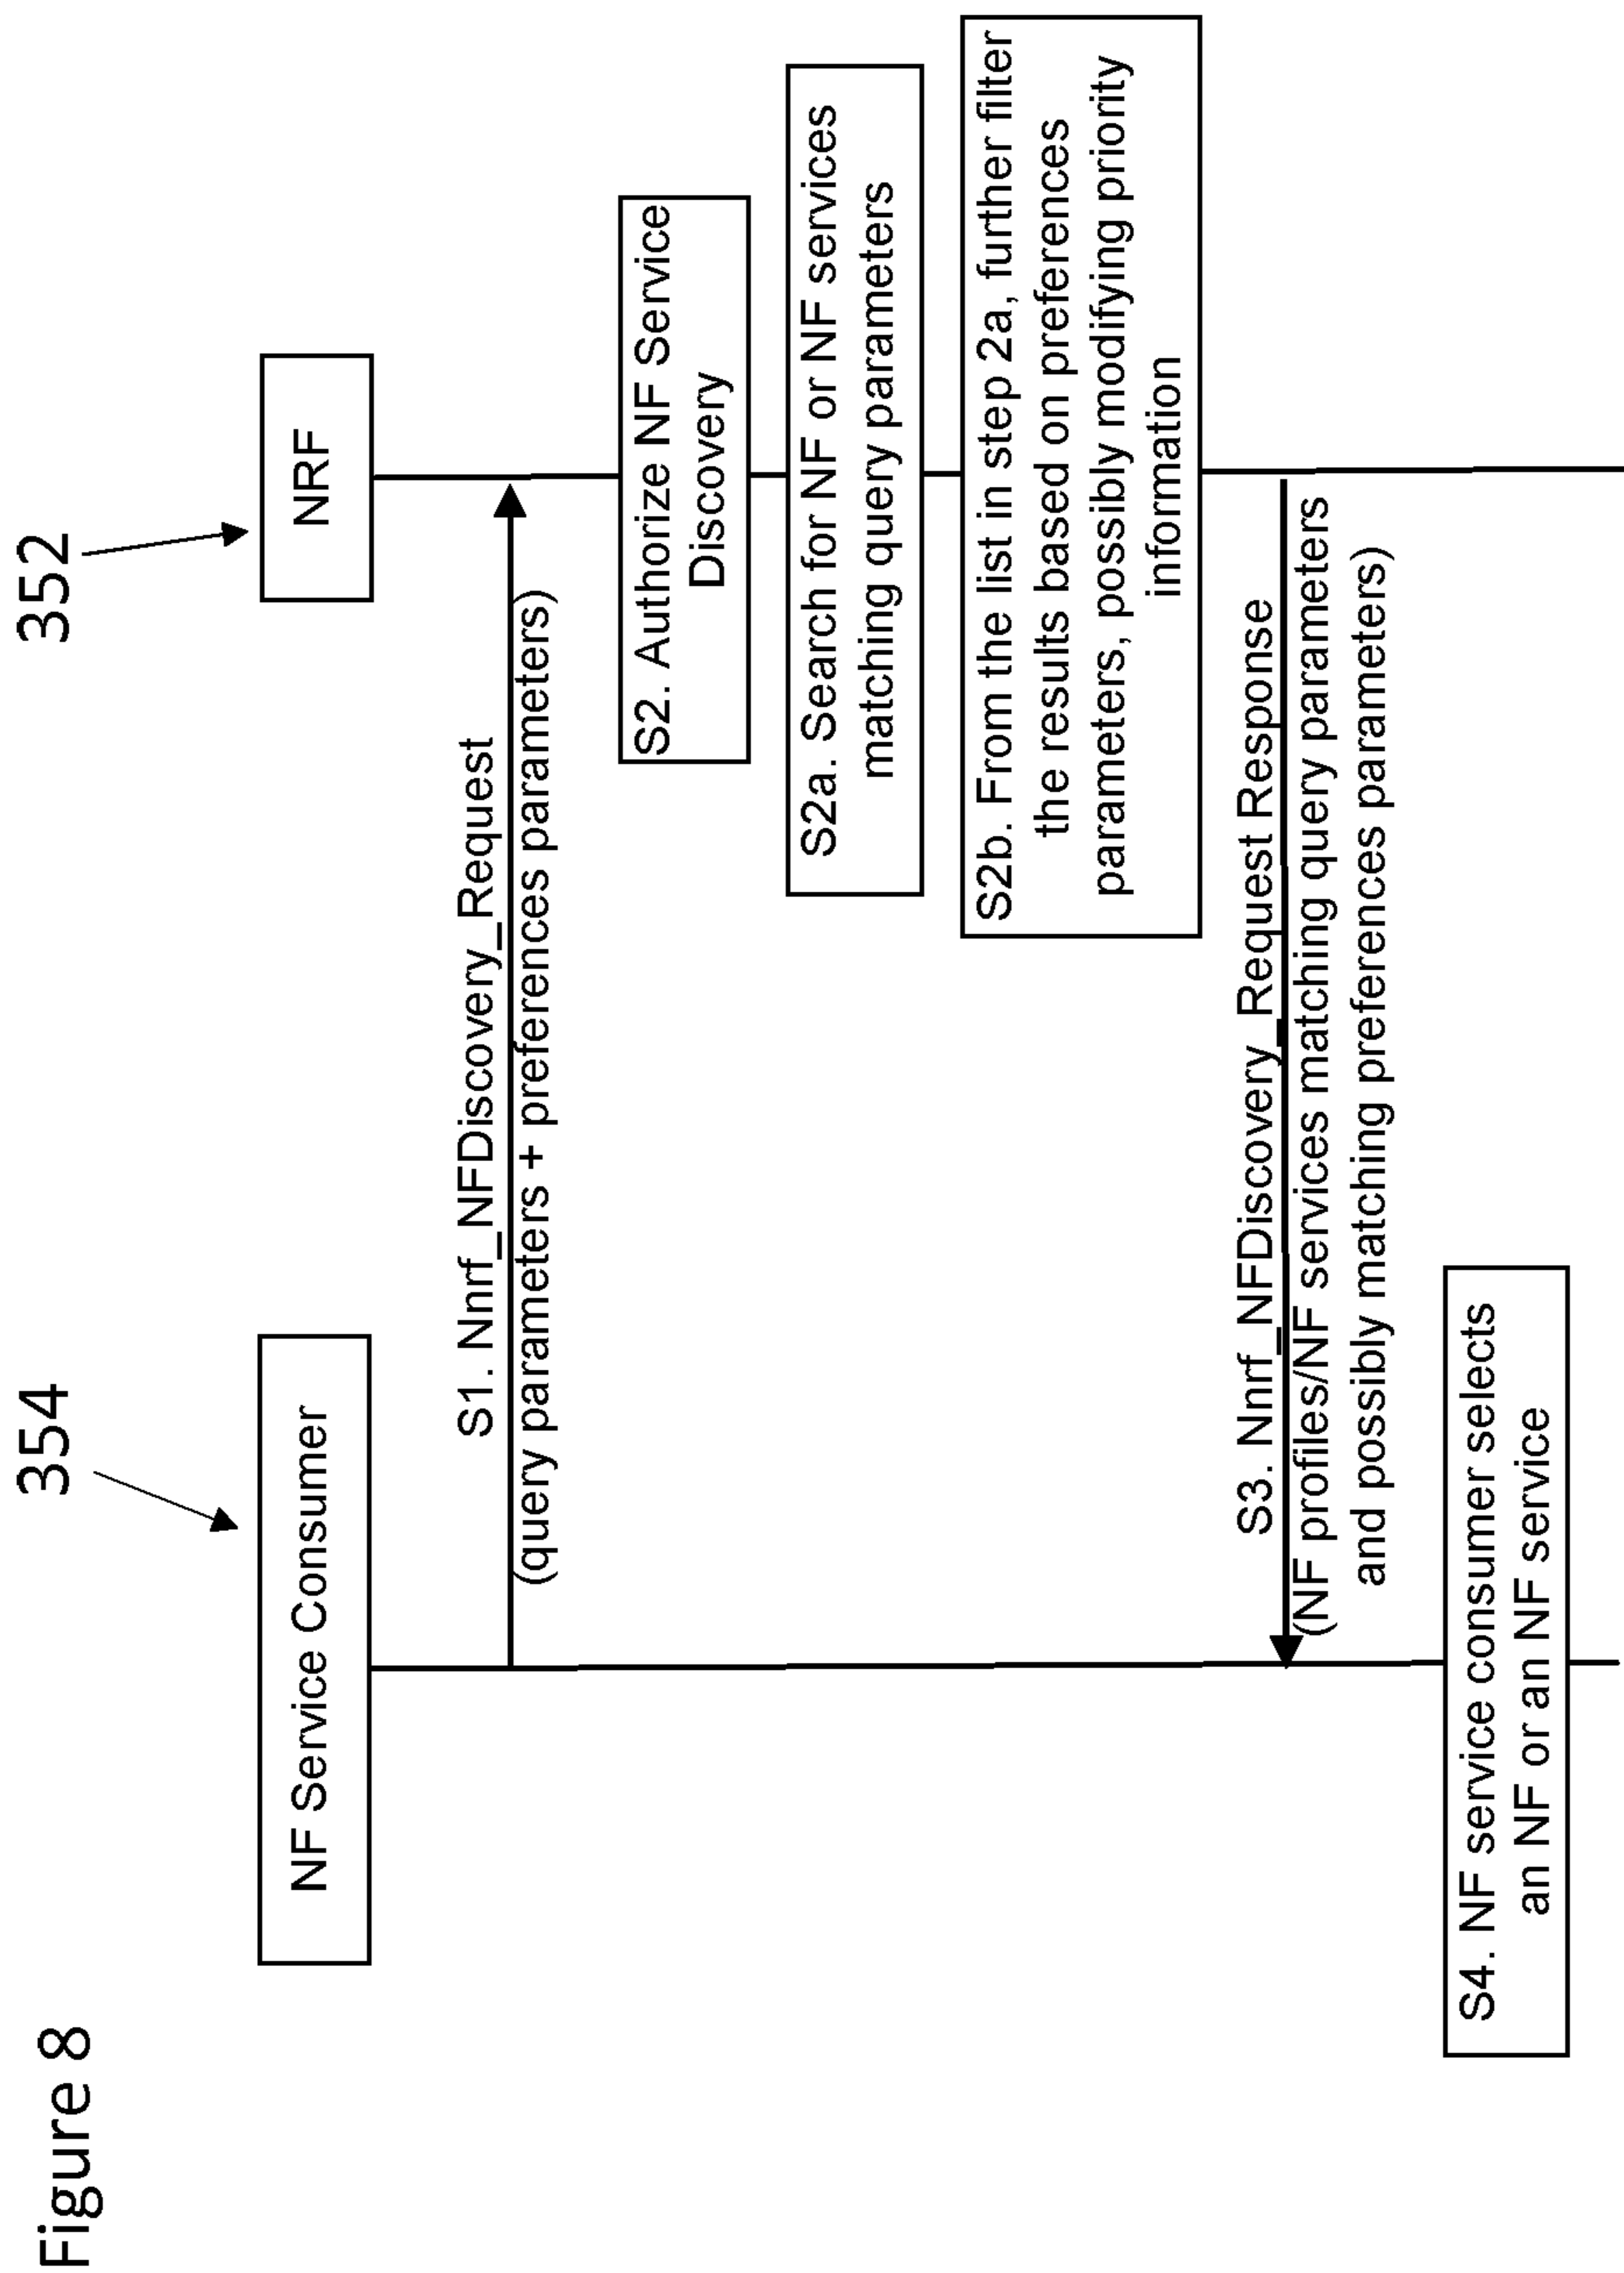 Figure 8
354
352
NF Service Consumer
NRF
S1. Nnrf_NFDiscovery_Request
(query parameters + preferences parameters)
S2. Authorize NF Service
Discovery
S2a. Search for NF or NF services
matching query parameters
S2b. From the list in step 2a, further filter
the results based on preferences
parameters, possibly modifying priority
information
S3. Nnrf_NFDiscovery_Request Response
(NF profiles/NF services matching query parameters
and possibly matching preferences parameters)
S4. NF service consumer selects
an NF or an NF service